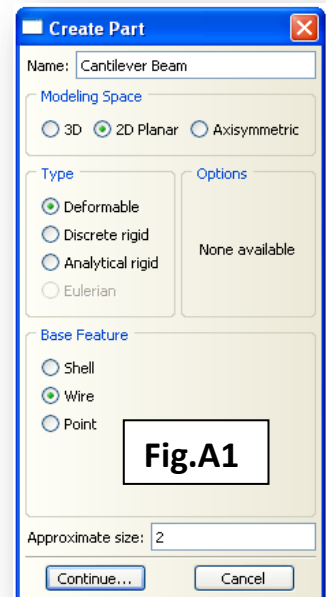 Create Part
Name: Cantilever Beam
Modeling Space
3D 2D Planar Axisymmetric
Type
Deformable
Discrete rigid
Analytical rigid
Eulerian
Options
None available
Base Feature
Shell
Wire
Point
Fig.A1
Approximate size: 2
Continue... Cancel